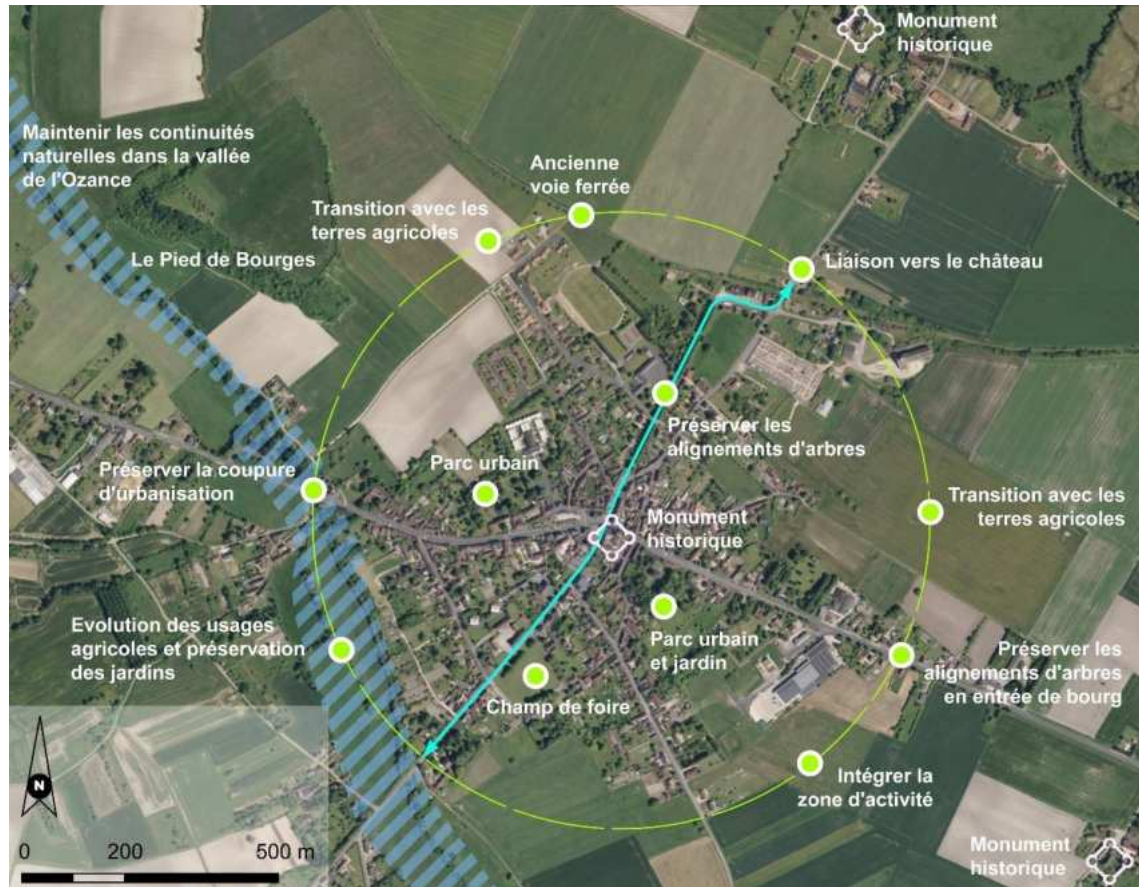 Monument
historique
Maintenir les continuités
naturelles dans la vallée
de l'Ozance
Ancienne
voie ferrée
Transition avec les
terres agricoles
Le Pied de Bourges
Liaison vers le château
Préserver les
alignements d'arbres
Parc urbain
Préserver la coupure
d'urbanisation
Transition avec les
terres agricoles
Monument
historique
Evolution des usages
agricoles et préservation
des jardins
Parc urbain
et jardin
Préserver les
alignements d'arbres
en entrée de bourg
Champ de foire
Intégrer la
zone d'activité
N
0 200 500 m
Monument
historique